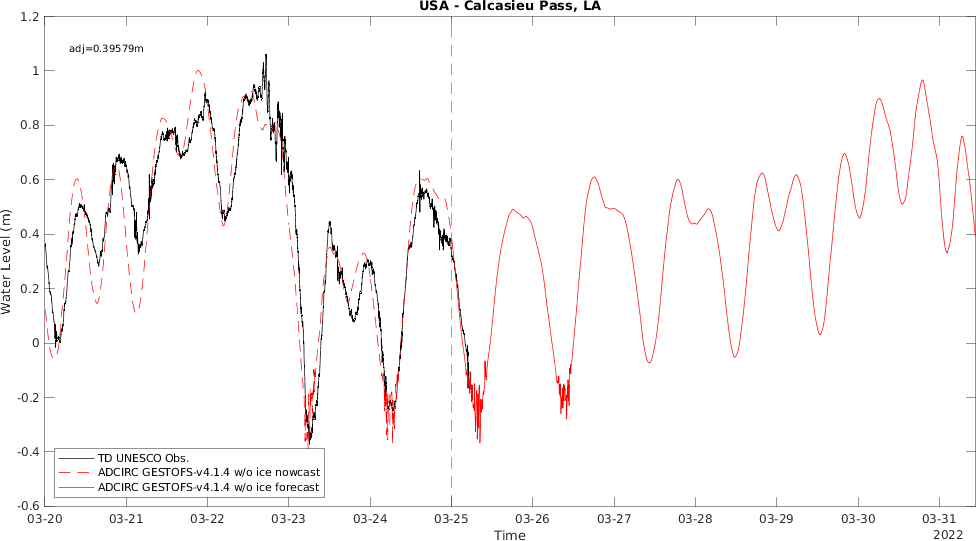 USA - Calcasieu Pass, LA
adj=0.39579m
1.2
1
0.8
0.6
0.4
0.2
0
-0.2
-0.4
-0.6
Water Level (m)
TD UNESCO Obs.
ADCIRC GESTOFS-v4.1.4 w/o ice nowcast
ADCIRC GESTOFS-v4.1.4 w/o ice forecast
03-20 03-21 03-22 03-23 03-24 03-25 03-26 03-27 03-28 03-29 03-30 03-31
Time
2022